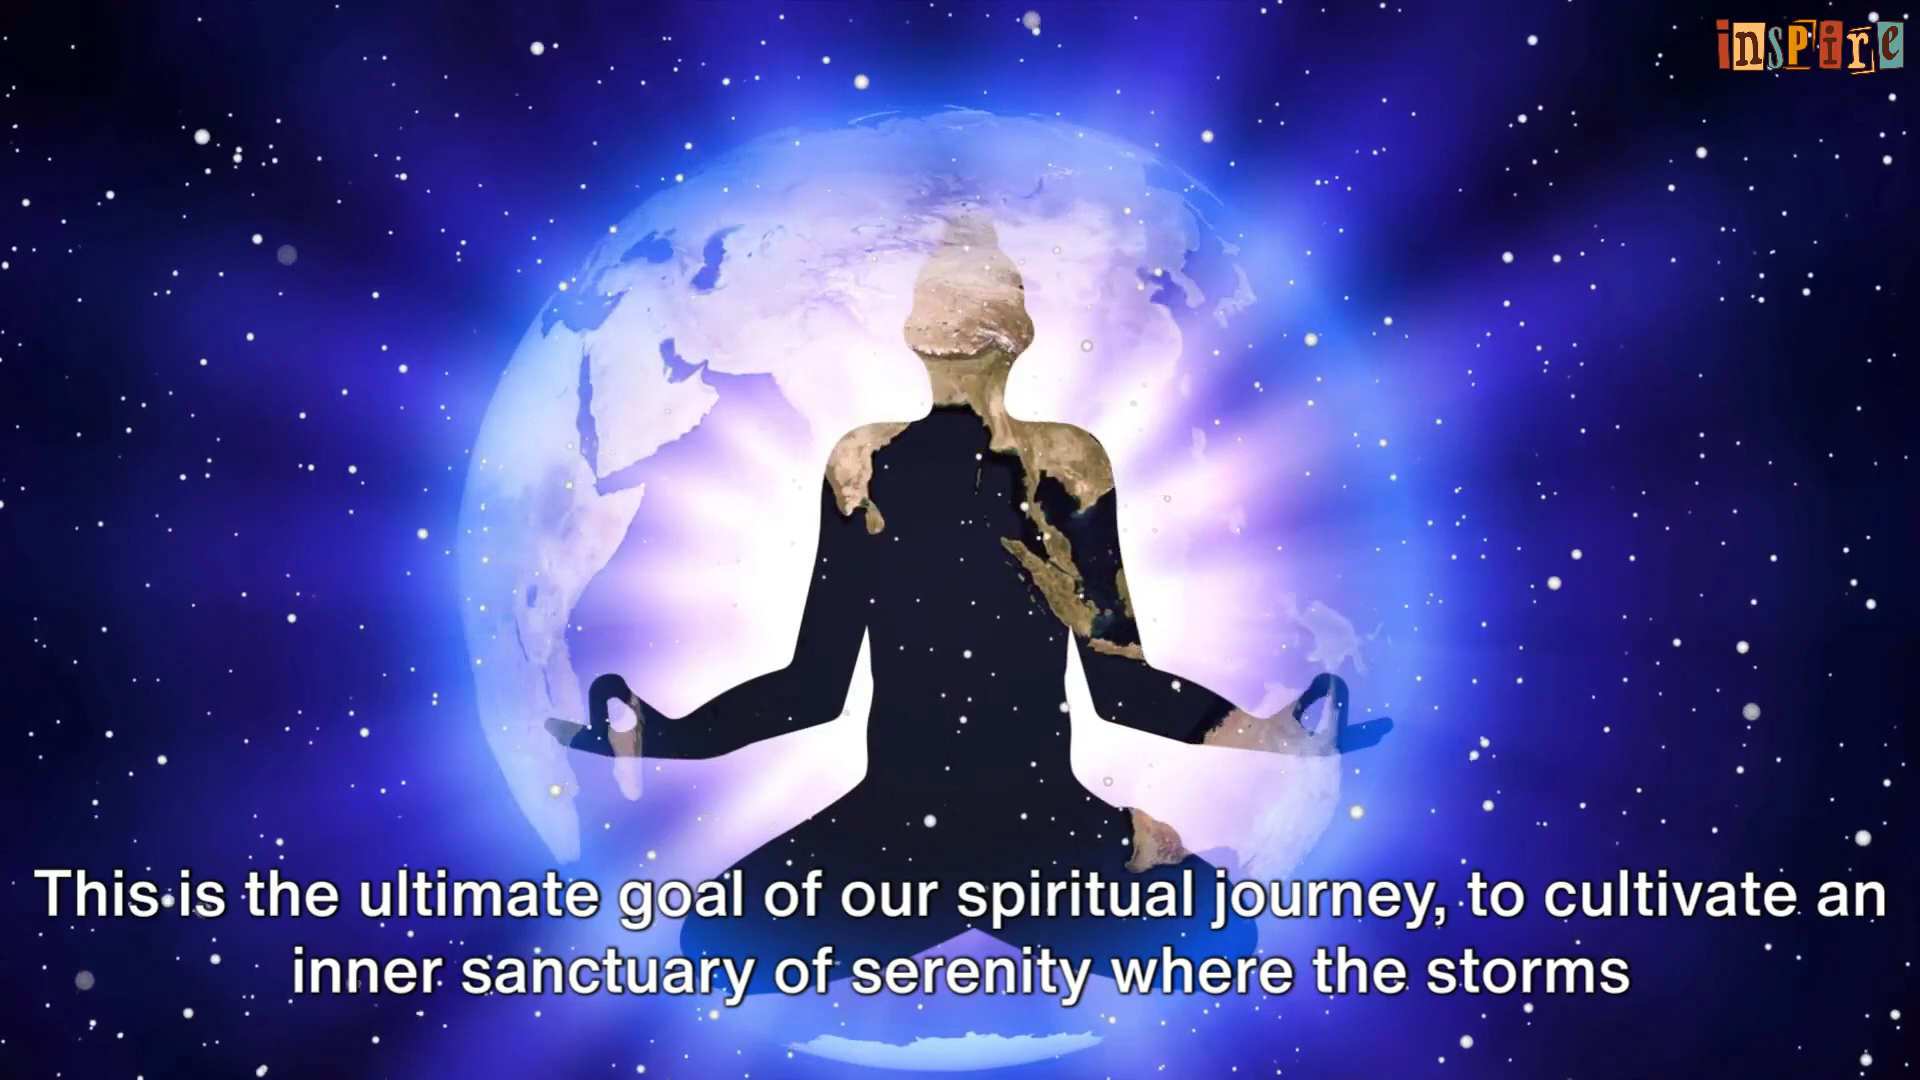 inspire
This is the ultimate goal of our spiritual journey, to cultivate an
inner sanctuary of serenity where the storms